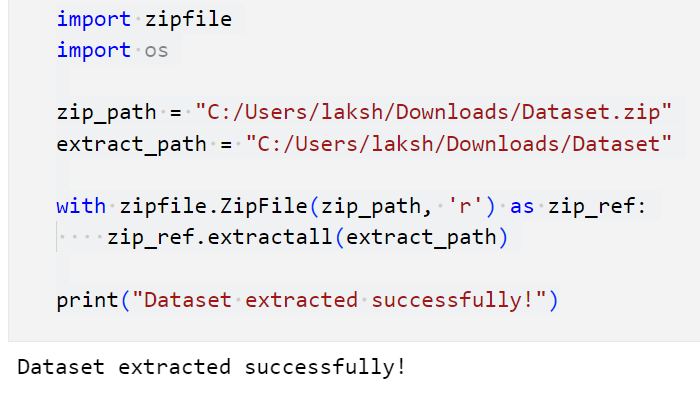 import zipfile
import os
zip_path = "C:/Users/laksh/Downloads/Dataset.zip"
extract_path = "C:/Users/laksh/Downloads/Dataset"
with zipfile.ZipFile(zip_path, 'r') as zip_ref:
    zip_ref.extractall(extract_path)
print("Dataset extracted successfully!")
Dataset extracted successfully!